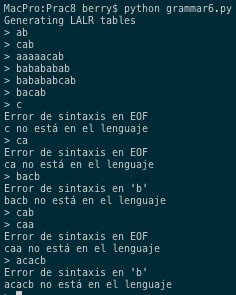 MacPro:Prac8 berry$ python grammar6.py
Generating LALR tables
> ab
> cab
> aaaaacab
> babababab
> babababcab
> bacab
> c
Error de sintaxis en EOF
c no está en el lenguaje
> ca
Error de sintaxis en EOF
ca no está en el lenguaje
> bacb
Error de sintaxis en 'b'
bacb no está en el lenguaje
> cab
> caa
Error de sintaxis en EOF
caa no está en el lenguaje
> acacb
Error de sintaxis en 'b'
acacb no está en el lenguaje
>